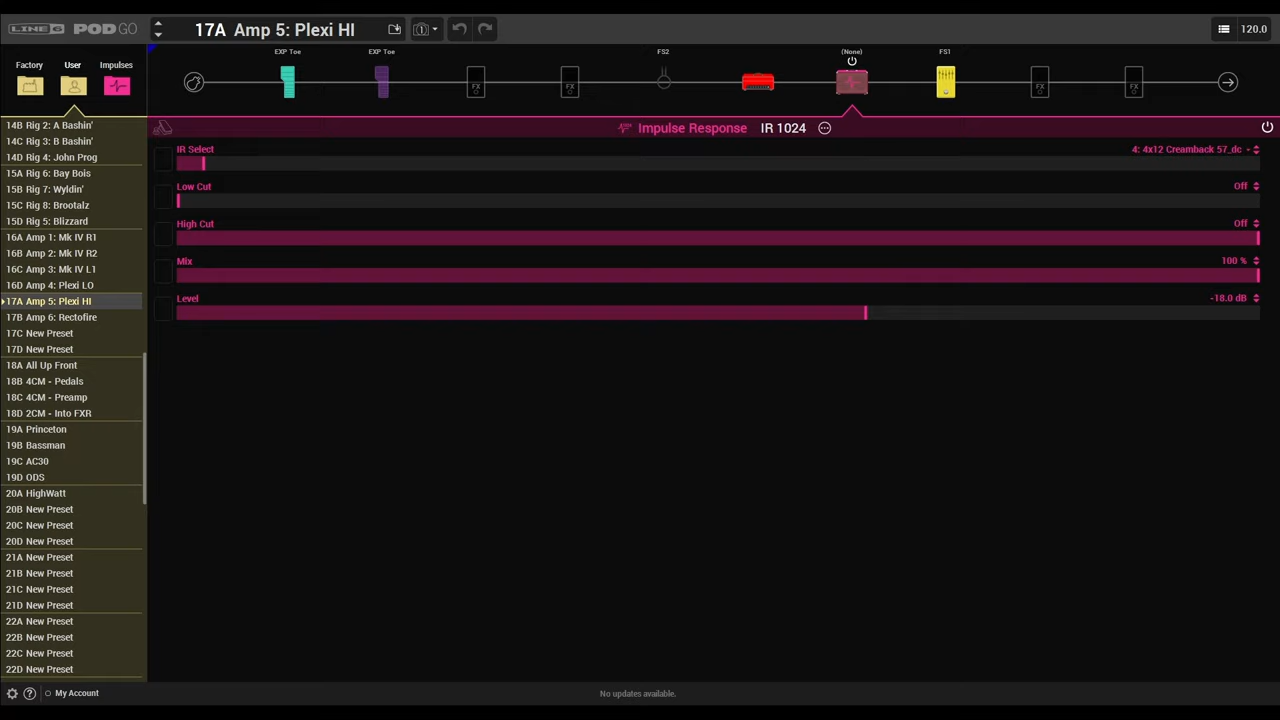 LINE 6 POD GO
17A Amp 5: Plexi HI
120.0
Factory
User
Impulses
EXP Toe
EXP Toe
FS2
(None)
FS1
FX
FX
FX
FX
Impulse Response IR 1024
IR Select
4: 4x12 Creamback 57_dc
Low Cut
Off
High Cut
Off
Mix
100 %
Level
-18.0 dB
14B Rig 2: A Bashin'
14C Rig 3: B Bashin'
14D Rig 4: John Prog
15A Rig 6: Bay Bois
15B Rig 7: Wyldin'
15C Rig 8: Brootalz
15D Rig 5: Blizzard
16A Amp 1: Mk IV R1
16B Amp 2: Mk IV R2
16C Amp 3: Mk IV L1
16D Amp 4: Plexi LO
17A Amp 5: Plexi HI
17B Amp 6: Rectofire
17C New Preset
17D New Preset
18A All Up Front
18B 4CM - Pedals
18C 4CM - Preamp
18D 2CM - Into FXR
19A Princeton
19B Bassman
19C AC30
19D ODS
20A HighWatt
20B New Preset
20C New Preset
20D New Preset
21A New Preset
21B New Preset
21C New Preset
21D New Preset
22A New Preset
22B New Preset
22C New Preset
22D New Preset
My Account
No updates available.